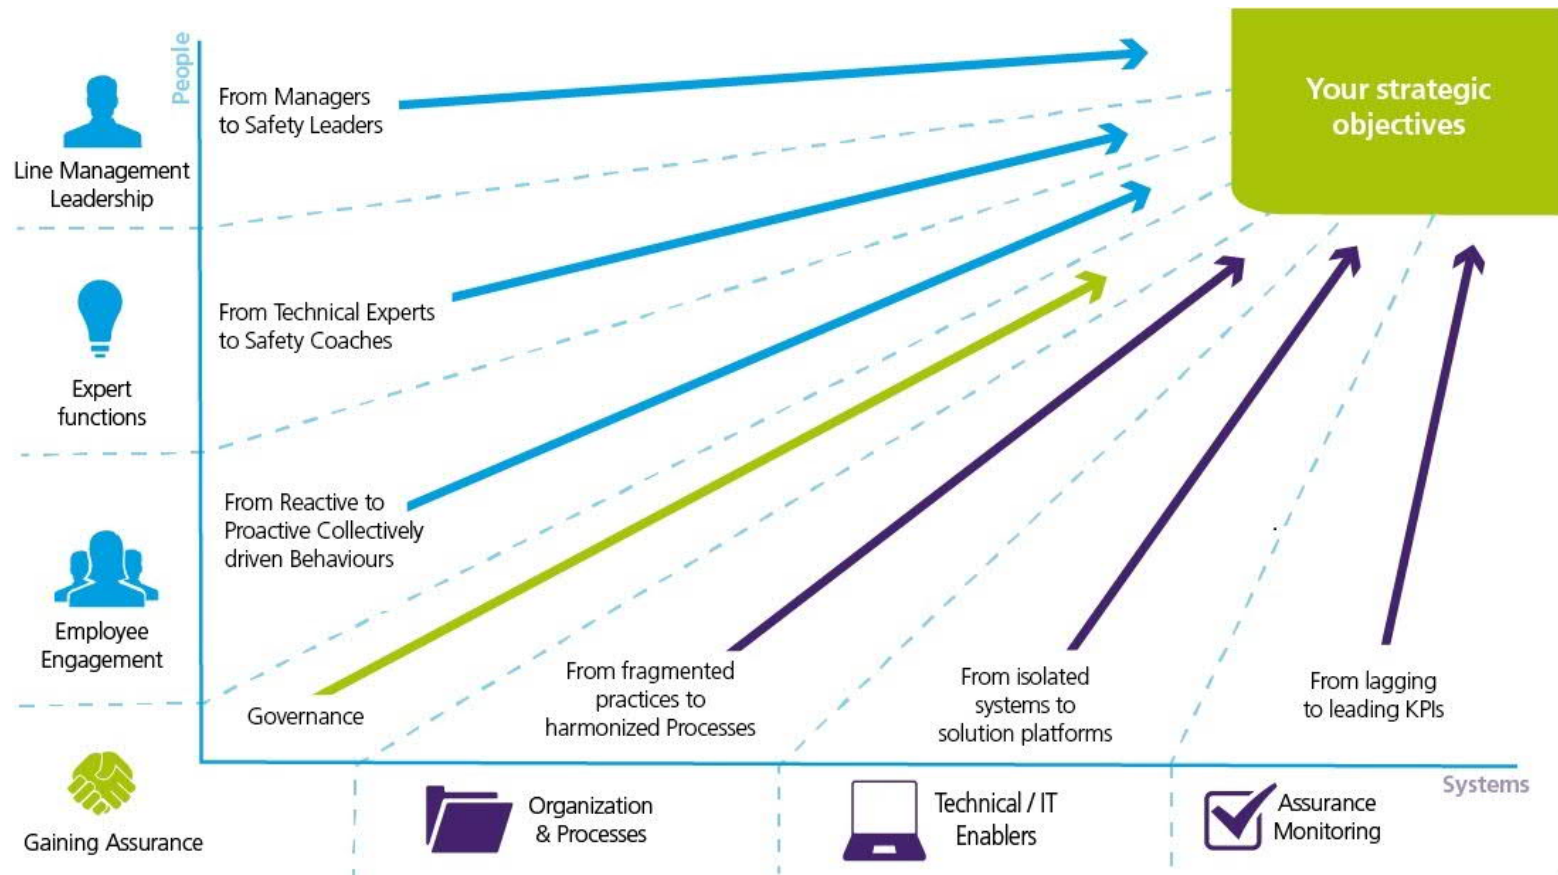 People
Your strategic
objectives
From Managers
to Safety Leaders
Line Management
Leadership
From Technical Experts
to Safety Coaches
Expert
functions
From Reactive to
Proactive Collectively
driven Behaviours
Employee
Engagement
Governance
From fragmented
practices to
harmonized Processes
From isolated
systems to
solution platforms
From lagging
to leading KPIs
Systems
Gaining Assurance
Organization
& Processes
Technical / IT
Enablers
Assurance
Monitoring